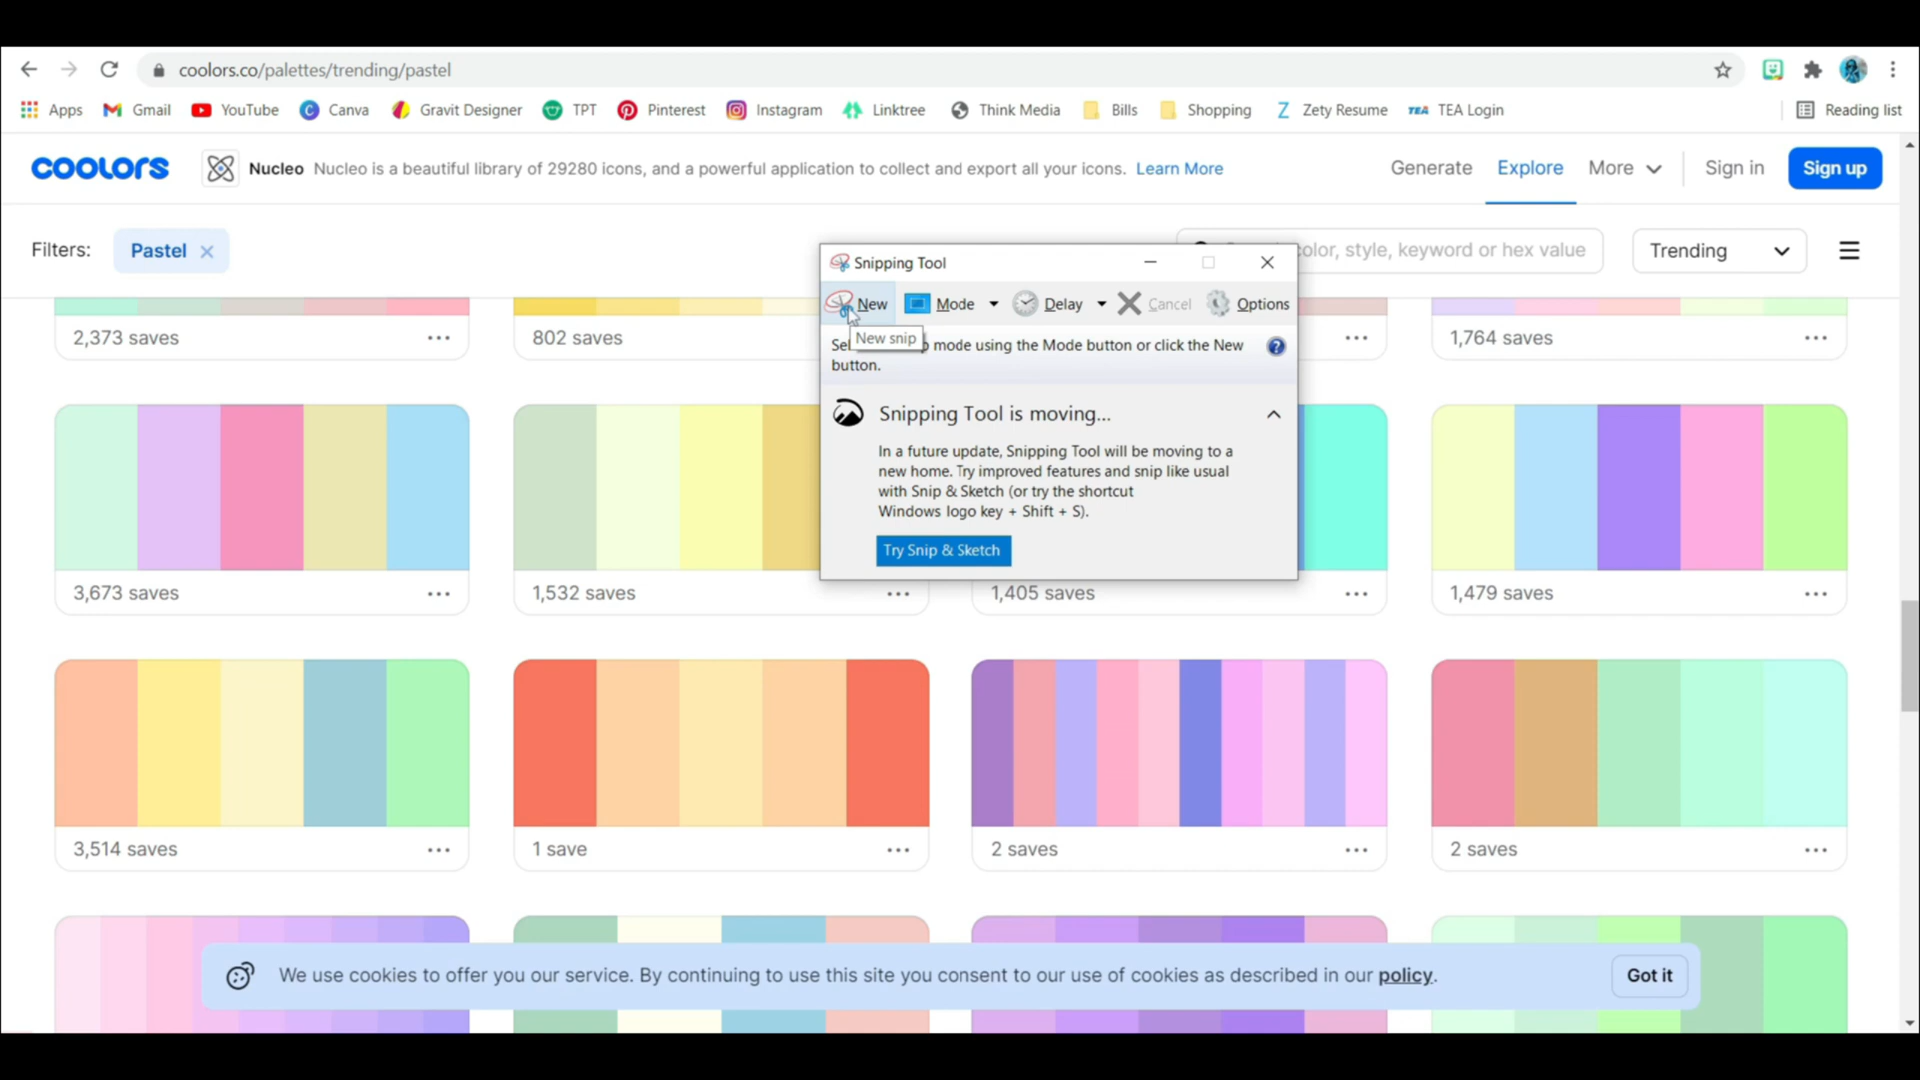 coolors.co/palettes/trending/pastel
Apps Gmail YouTube Canva Gravit Designer TPT Pinterest Instagram Linktree Think Media Bills Shopping Zety Resume TEA Login Reading list
coolors Nucleo Nucleo is a beautiful library of 29280 icons, and a powerful application to collect and export all your icons. Learn More Generate Explore More Sign in Sign up
Filters: Pastel color, style, keyword or hex value Trending
Snipping Tool
New Mode Delay Cancel Options
New snip
mode using the Mode button or click the New
button.
Snipping Tool is moving...
In a future update, Snipping Tool will be moving to a
new home. Try improved features and snip like usual
with Snip & Sketch (or try the shortcut
Windows logo key + Shift + S).
Try Snip & Sketch
2,373 saves 802 saves 1,764 saves
3,673 saves 1,532 saves 1,405 saves 1,479 saves
3,514 saves 1 save 2 saves 2 saves
We use cookies to offer you our service. By continuing to use this site you consent to our use of cookies as described in our policy. Got it